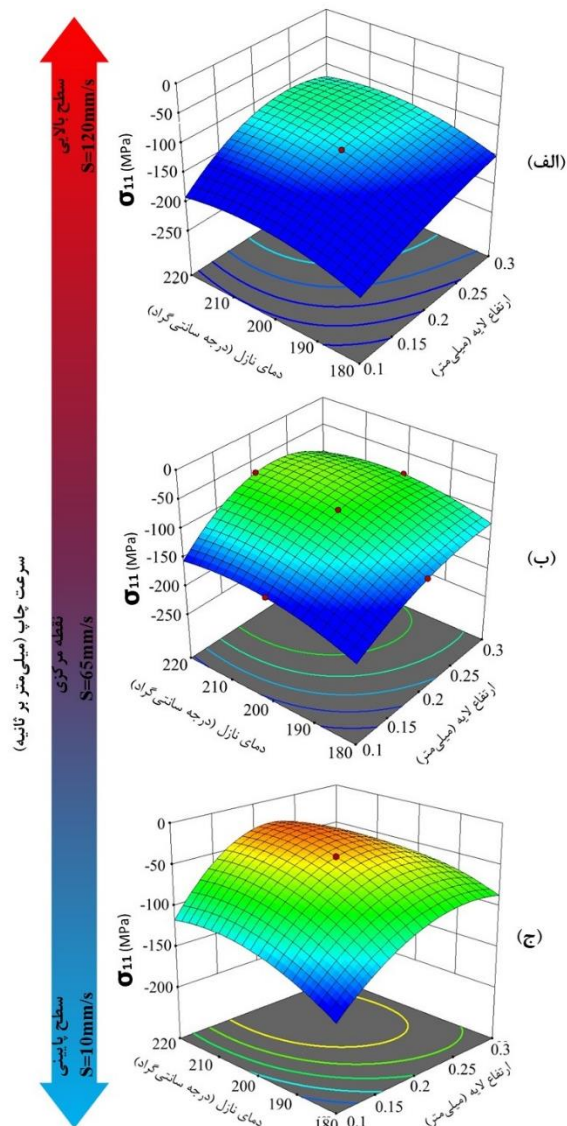 سرعت چاپ (میلی‌متر بر ثانیه)
سطح بالایی
S=120mm/s
نقطه مرکزی
S=65mm/s
سطح پایینی
S=10mm/s
(الف)
σ11 (MPa)
0
-50
-100
-150
-200
-250
220
210
200
190
180
دمای نازل (درجه سانتی‌گراد)
0.1
0.15
0.2
0.25
0.3
ارتفاع لایه (میلی‌متر)
(ب)
σ11 (MPa)
0
-50
-100
-150
-200
-250
220
210
200
190
180
دمای نازل (درجه سانتی‌گراد)
0.1
0.15
0.2
0.25
0.3
ارتفاع لایه (میلی‌متر)
(ج)
σ11 (MPa)
0
-50
-100
-150
-200
220
210
200
190
180
دمای نازل (درجه سانتی‌گراد)
0.1
0.15
0.2
0.25
0.3
ارتفاع لایه (میلی‌متر)